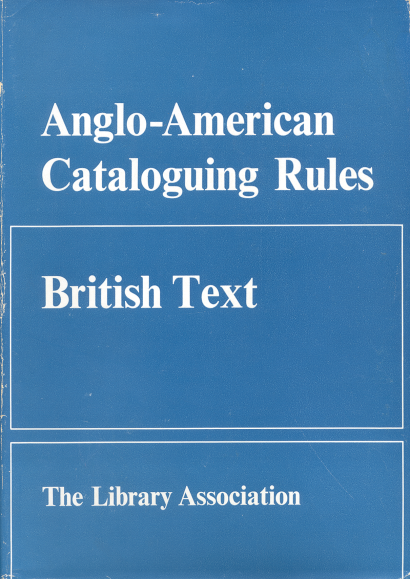 Anglo-American
Cataloguing Rules
British Text
The Library Association